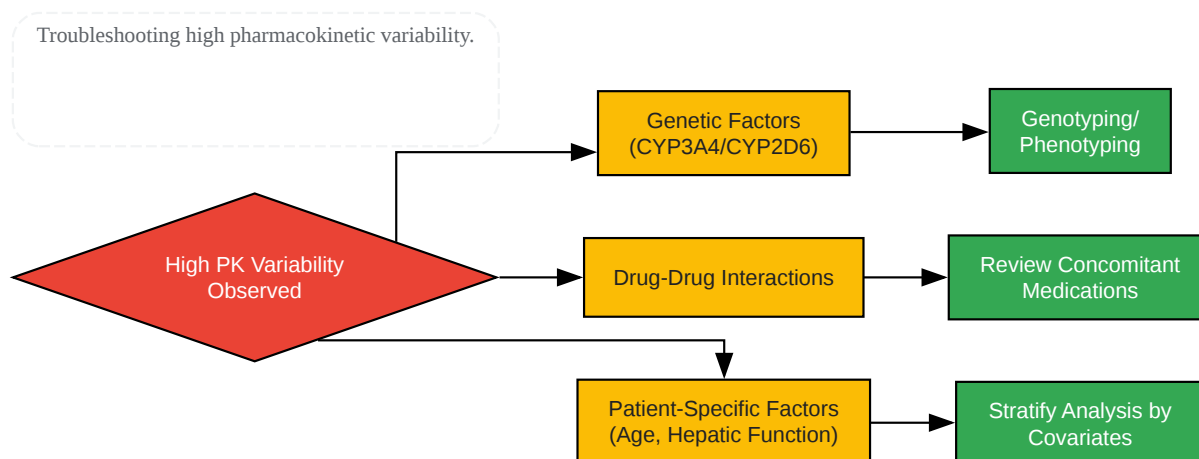 Troubleshooting high pharmacokinetic variability.
Genetic Factors
(CYP3A4/CYP2D6)
Genotyping/
Phenotyping
High PK Variability
Observed
Drug-Drug Interactions
Review Concomitant
Medications
Patient-Specific Factors
(Age, Hepatic Function)
Stratify Analysis by
Covariates